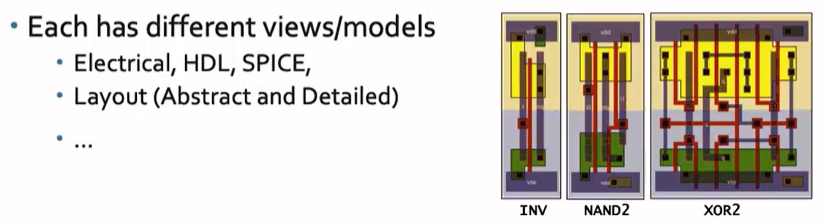 • Each has different views/models
• Electrical, HDL, SPICE,
• Layout (Abstract and Detailed)
• ...
vdd vdd vdd
vss vss vss
INV NAND2 XOR2